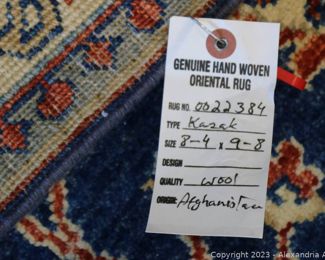 GENUINE HAND WOVEN
ORIENTAL RUG
RUG NO. 0022384
TYPE Kazak
SIZE 8-4 x 9-8
DESIGN
QUALITY wool
ORIGIN: Afghanistan
Copyright 2023 - Alexandria A